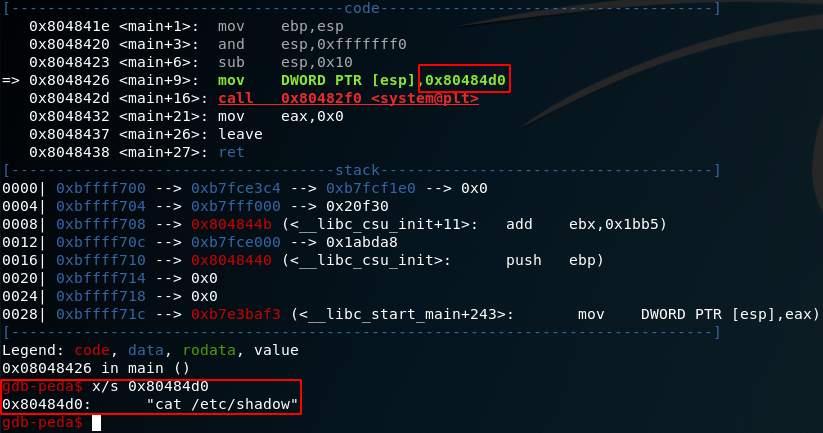 [--------------------------------------code-------------------------------------]
   0x804841e <main+1>:	mov    ebp,esp
   0x8048420 <main+3>:	and    esp,0xfffffff0
   0x8048423 <main+6>:	sub    esp,0x10
=> 0x8048426 <main+9>:	mov    DWORD PTR [esp],0x80484d0
   0x804842d <main+16>:	call   0x80482f0 <system@plt>
   0x8048432 <main+21>:	mov    eax,0x0
   0x8048437 <main+26>:	leave
   0x8048438 <main+27>:	ret
[-------------------------------------stack-------------------------------------]
0000| 0xbffff700 --> 0xb7fce3c4 --> 0xb7fcf1e0 --> 0x0
0004| 0xbffff704 --> 0xb7fff000 --> 0x20f30
0008| 0xbffff708 --> 0x804844b (<__libc_csu_init+11>:	add    ebx,0x1bb5)
0012| 0xbffff70c --> 0xb7fce000 --> 0x1abda8
0016| 0xbffff710 --> 0x8048440 (<__libc_csu_init>:	push   ebp)
0020| 0xbffff714 --> 0x0
0024| 0xbffff718 --> 0x0
0028| 0xbffff71c --> 0xb7e3baf3 (<__libc_start_main+243>:	mov    DWORD PTR [esp],eax)
[------------------------------------------------------------------------------]
Legend: code, data, rodata, value
0x08048426 in main ()
gdb-peda$ x/s 0x80484d0
0x80484d0:	"cat /etc/shadow"
gdb-peda$